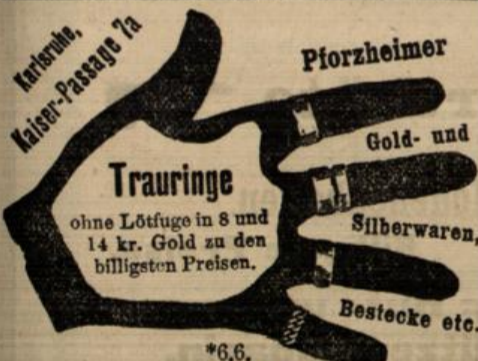 Karlsruhe,
Kaiser-Passage 7a
Pforzheimer
Gold- und
Silberwaren,
Bestecke etc.
Trauringe
ohne Lötfuge in 8 und
14 kr. Gold zu den
billigsten Preisen.
*6.6.